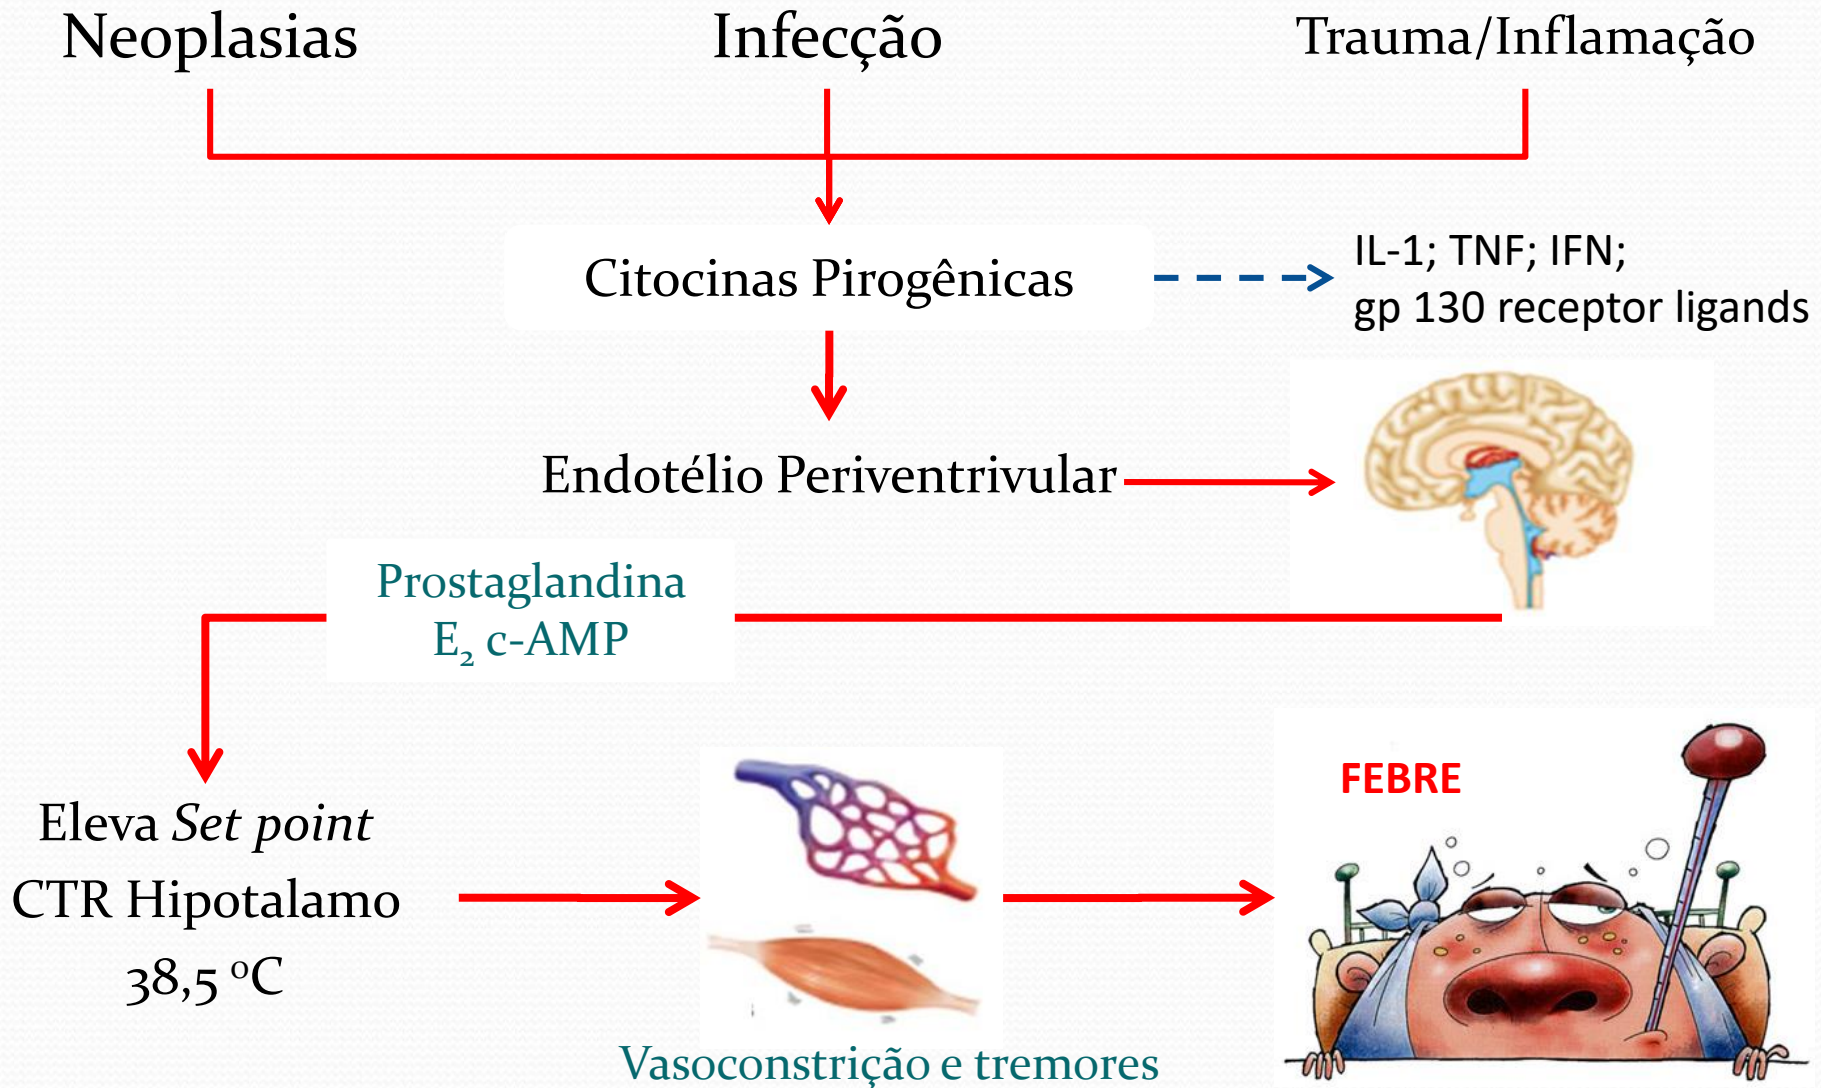 Neoplasias
Infecção
Trauma/Inflamação
Citocinas Pirogênicas
IL-1; TNF; IFN;
gp 130 receptor ligands
Endotélio Periventrivular
Prostaglandina
E₂ c-AMP
Eleva Set point
CTR Hipotalamo
38,5 ºC
Vasoconstrição e tremores
FEBRE